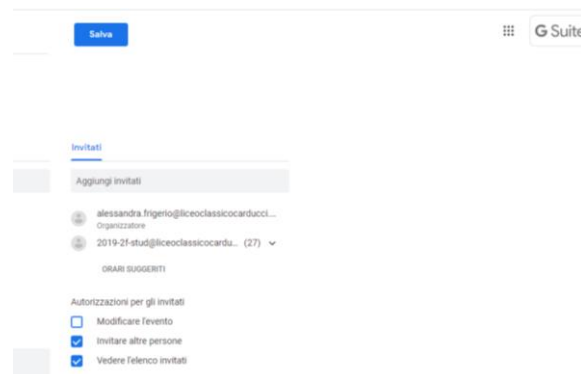 Salva
G Suite
Invitati
Aggiungi invitati
alessandra.frigerio@liceoclassicocarducci....
Organizzatore
2019-2f-stud@liceoclassicocardu... (27)
ORARI SUGGERITI
Autorizzazioni per gli invitati
Modificare l'evento
Invitare altre persone
Vedere l'elenco invitati